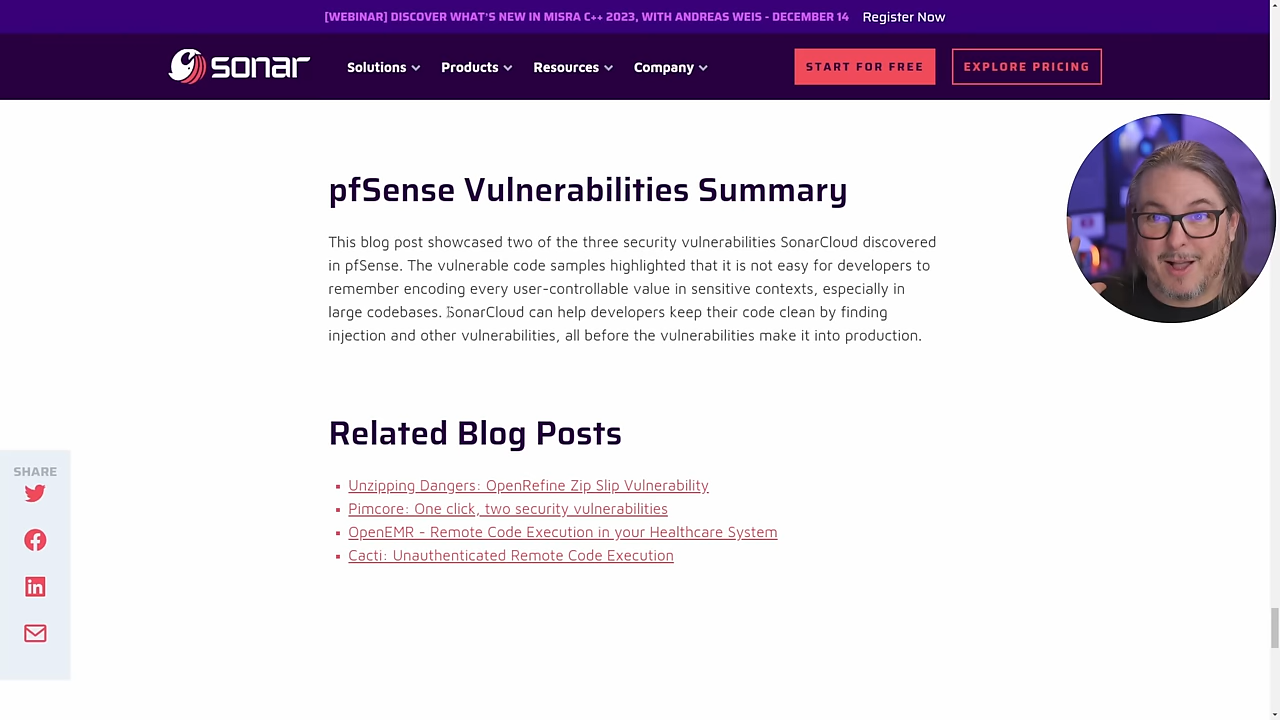 [WEBINAR] DISCOVER WHAT'S NEW IN MISRA C++ 2023, WITH ANDREAS WEIS - DECEMBER 14 Register Now
sonar Solutions Products Resources Company START FOR FREE EXPLORE PRICING
pfSense Vulnerabilities Summary
This blog post showcased two of the three security vulnerabilities SonarCloud discovered
in pfSense. The vulnerable code samples highlighted that it is not easy for developers to
remember encoding every user-controllable value in sensitive contexts, especially in
large codebases. SonarCloud can help developers keep their code clean by finding
injection and other vulnerabilities, all before the vulnerabilities make it into production.
Related Blog Posts
Unzipping Dangers: OpenRefine Zip Slip Vulnerability
Pimcore: One click, two security vulnerabilities
OpenEMR - Remote Code Execution in your Healthcare System
Cacti: Unauthenticated Remote Code Execution
SHARE